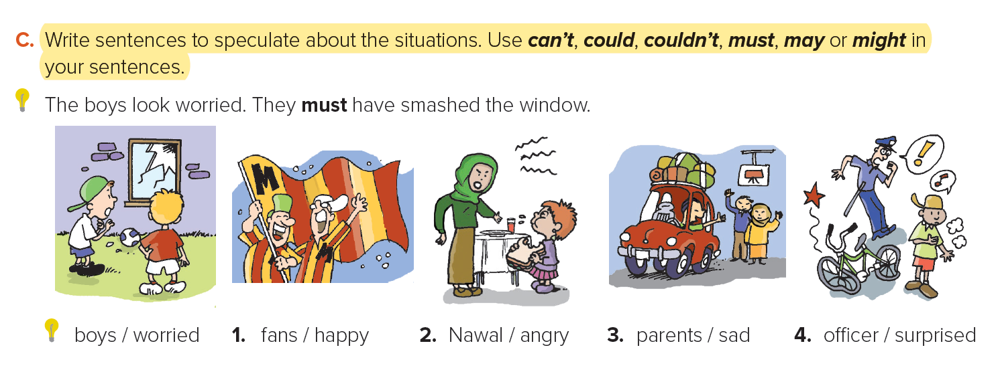 C. Write sentences to speculate about the situations. Use can't, could, couldn't, must, may or might in
your sentences.
The boys look worried. They must have smashed the window.
M
M
!
boys / worried
1. fans / happy
2. Nawal / angry
3. parents / sad
4. officer / surprised